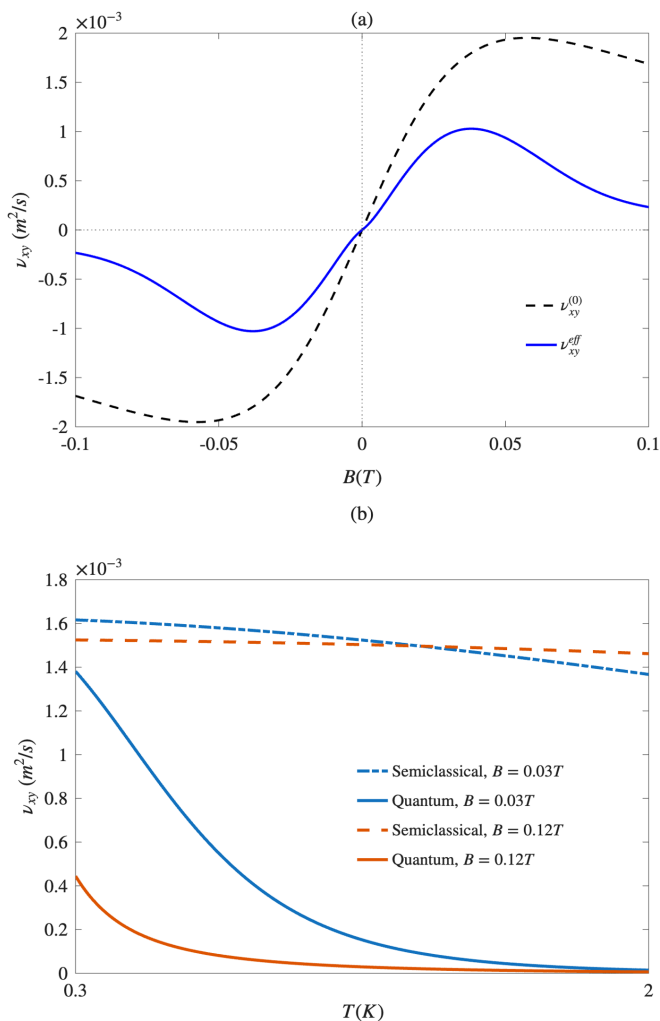 (a)
×10⁻³
2
1
0.5
0
-0.5
-1
-1.5
-2
-0.1
-0.05
0
0.05
0.1
ν_xy (m²/s)
B(T)
ν_xy^(0)
ν_xy^eff
(b)
×10⁻³
1.8
1.6
1.4
1.2
1
0.8
0.6
0.4
0.2
0
0.3
2
ν_xy (m²/s)
T(K)
Semiclassical, B = 0.03T
Quantum, B = 0.03T
Semiclassical, B = 0.12T
Quantum, B = 0.12T